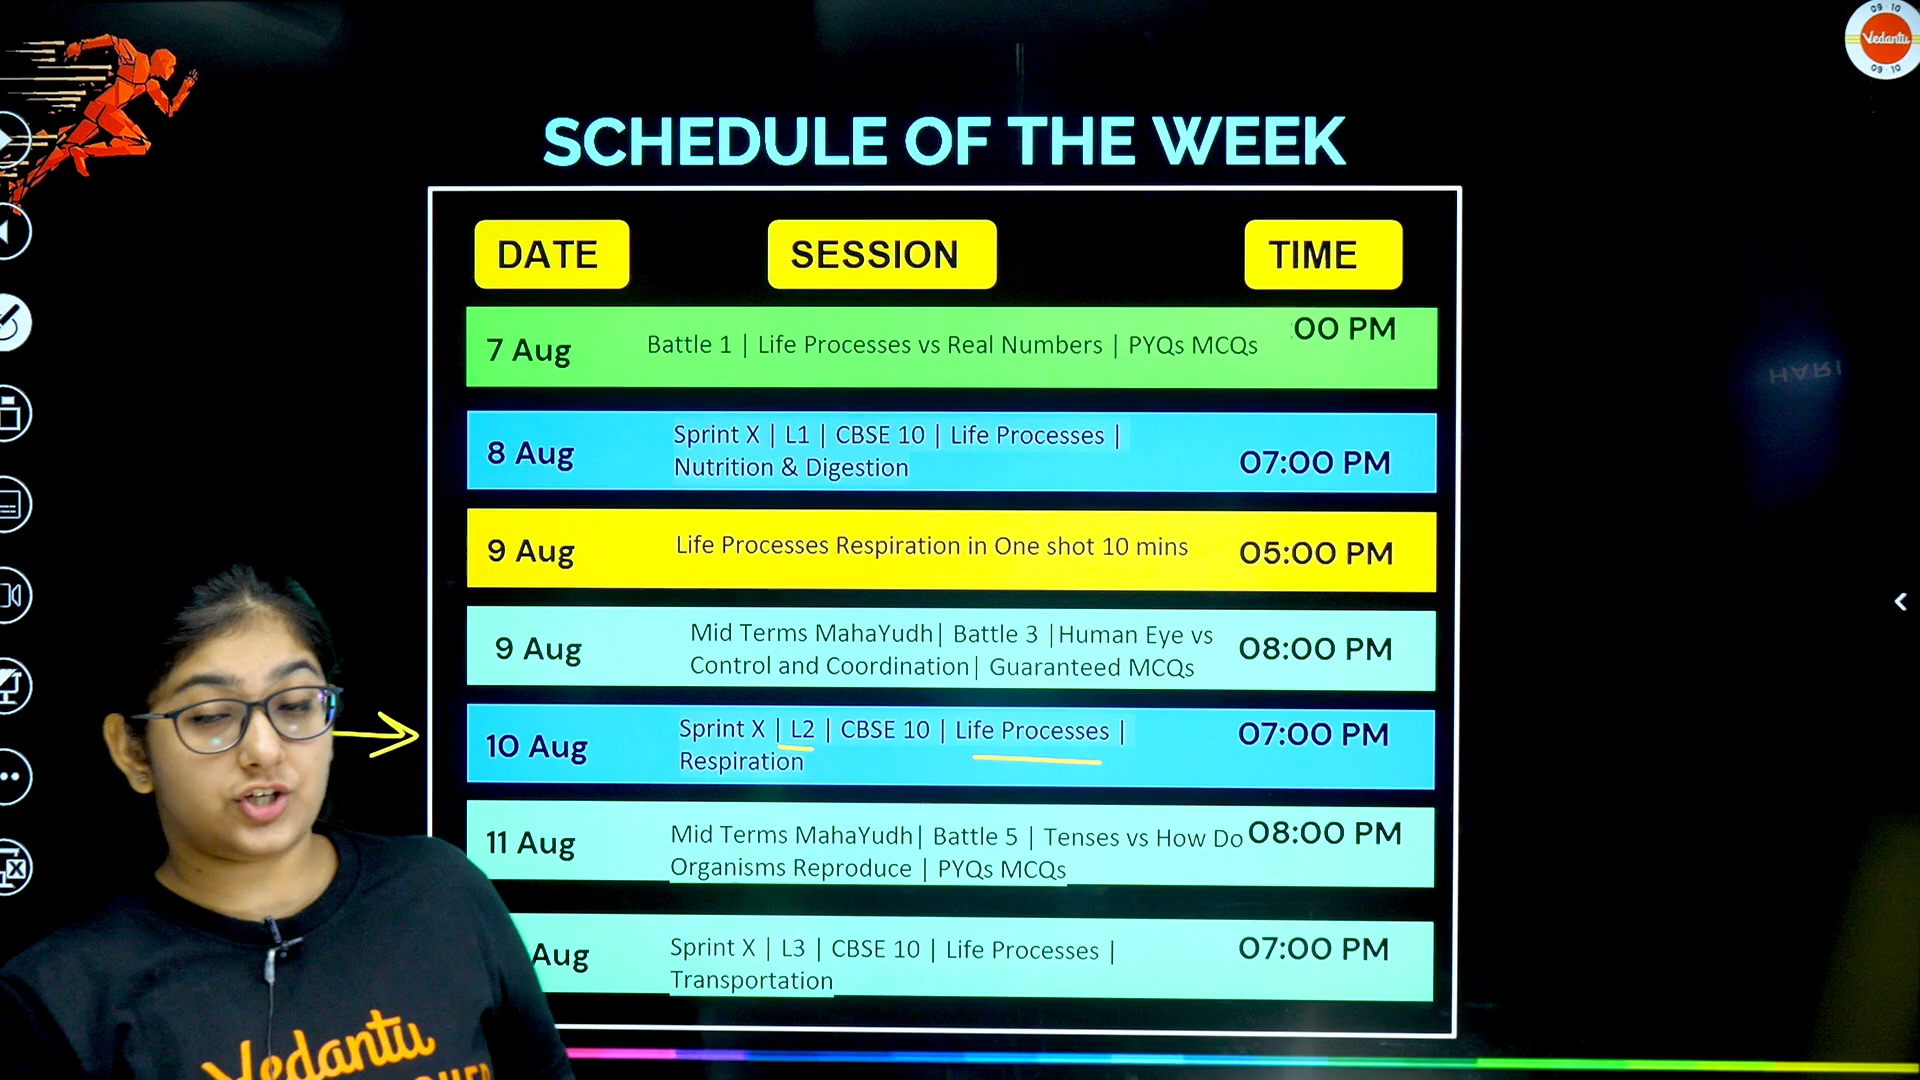 09 - 10
Vedantu
09 - 10
SCHEDULE OF THE WEEK
DATE SESSION TIME
7 Aug Battle 1 | Life Processes vs Real Numbers | PYQs MCQs :00 PM
8 Aug Sprint X | L1 | CBSE 10 | Life Processes |
Nutrition & Digestion 07:00 PM
9 Aug Life Processes Respiration in One shot 10 mins 05:00 PM
9 Aug Mid Terms MahaYudh| Battle 3 |Human Eye vs
Control and Coordination| Guaranteed MCQs 08:00 PM
10 Aug Sprint X | L2 | CBSE 10 | Life Processes |
Respiration 07:00 PM
11 Aug Mid Terms MahaYudh| Battle 5 | Tenses vs How Do
Organisms Reproduce | PYQs MCQs 08:00 PM
Aug Sprint X | L3 | CBSE 10 | Life Processes |
Transportation 07:00 PM
HARI
Vedantu